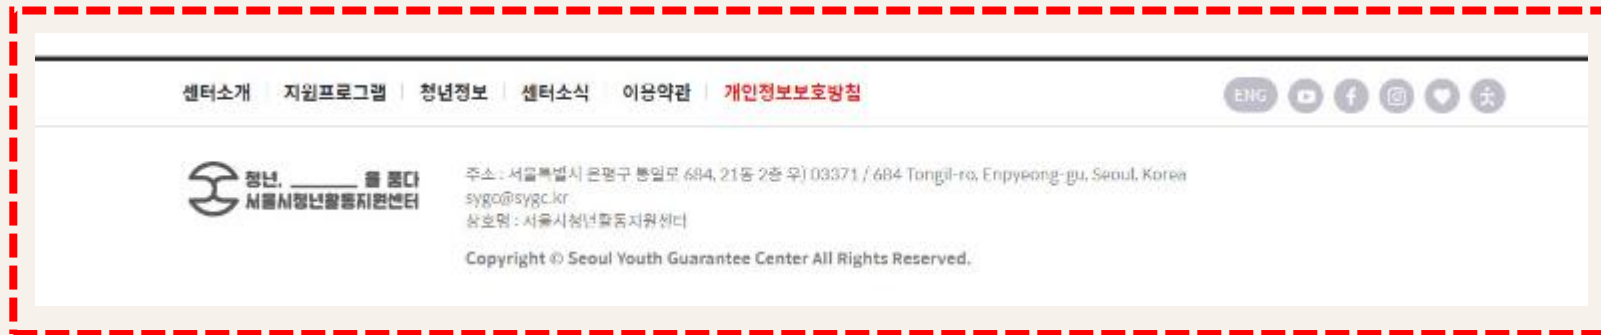 센터소개 지원프로그램 청년정보 센터소식 이용약관 개인정보보호방침
ENG
청년, ______ 을 품다
서울시청년활동지원센터
주소 : 서울특별시 은평구 통일로 684, 21동 2층 우) 03371 / 684 Tongil-ro, Enpyeong-gu, Seoul, Korea
sygc@sygc.kr
상호명 : 서울시청년활동지원센터
Copyright © Seoul Youth Guarantee Center All Rights Reserved.